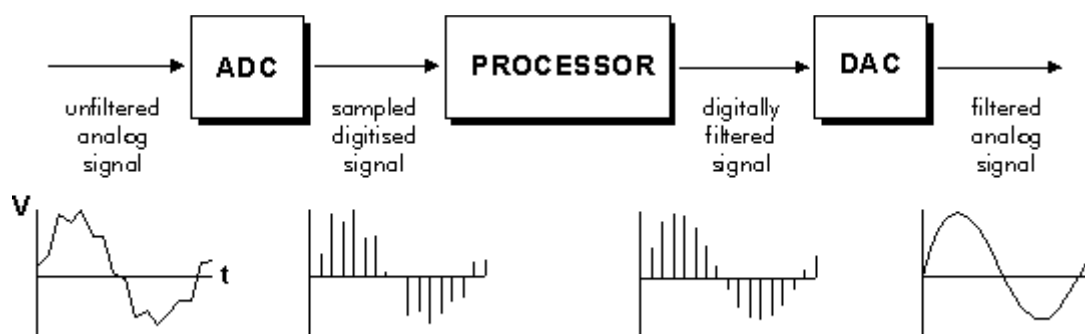 ADC
PROCESSOR
DAC
unfiltered
analog
signal
sampled
digitised
signal
digitally
filtered
signal
filtered
analog
signal
V
t